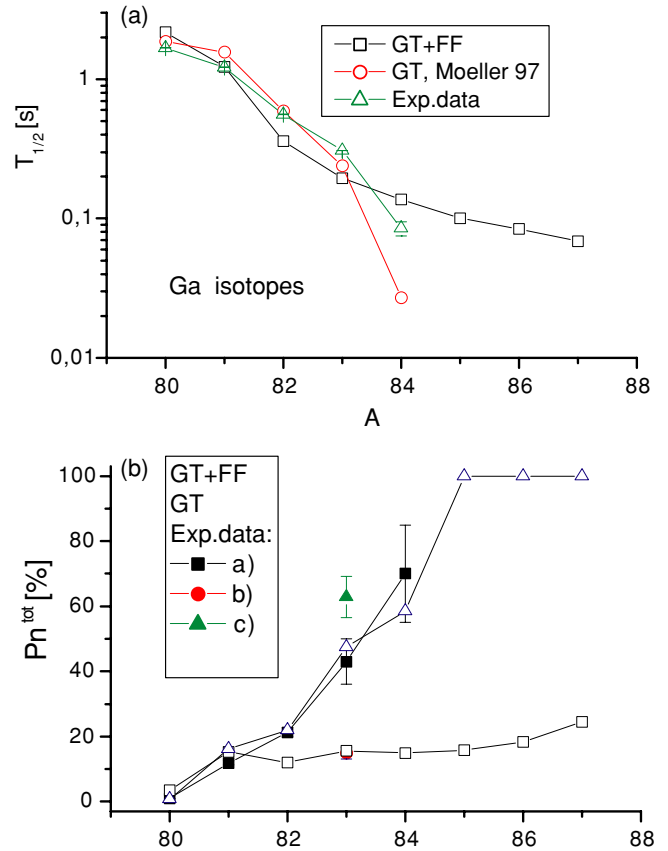 (a)
GT+FF
GT, Moeller 97
Exp.data
T1/2 [s]
1
0,1
0,01
Ga isotopes
80 82 84 86 88
A
(b)
GT+FF
GT
Exp.data:
a)
b)
c)
Pn tot [%]
100
80
60
40
20
0
80 82 84 86 88